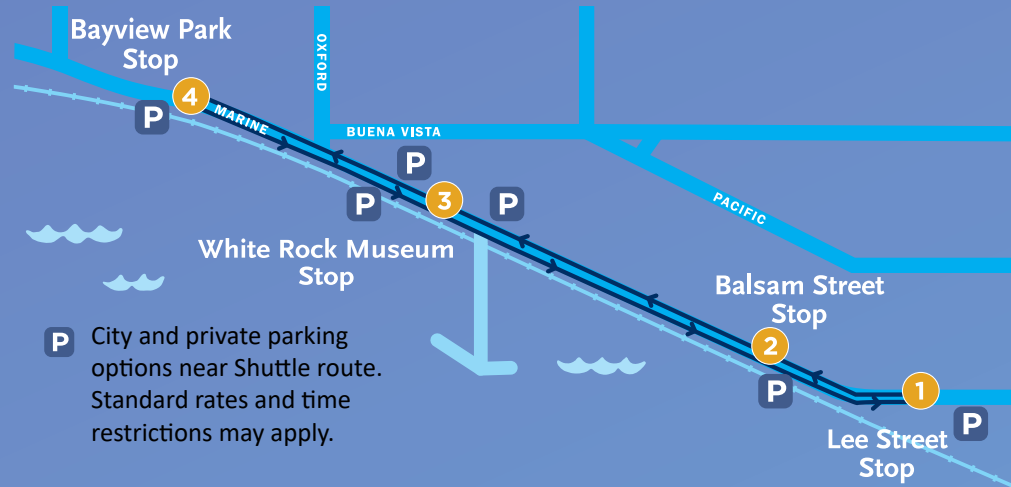 Bayview Park
Stop
OXFORD
4
P
MARINE
BUENA VISTA
P
3
P
P
PACIFIC
White Rock Museum
Stop
Balsam Street
Stop
P City and private parking
options near Shuttle route.
Standard rates and time
restrictions may apply.
2
P
1
P
Lee Street
Stop